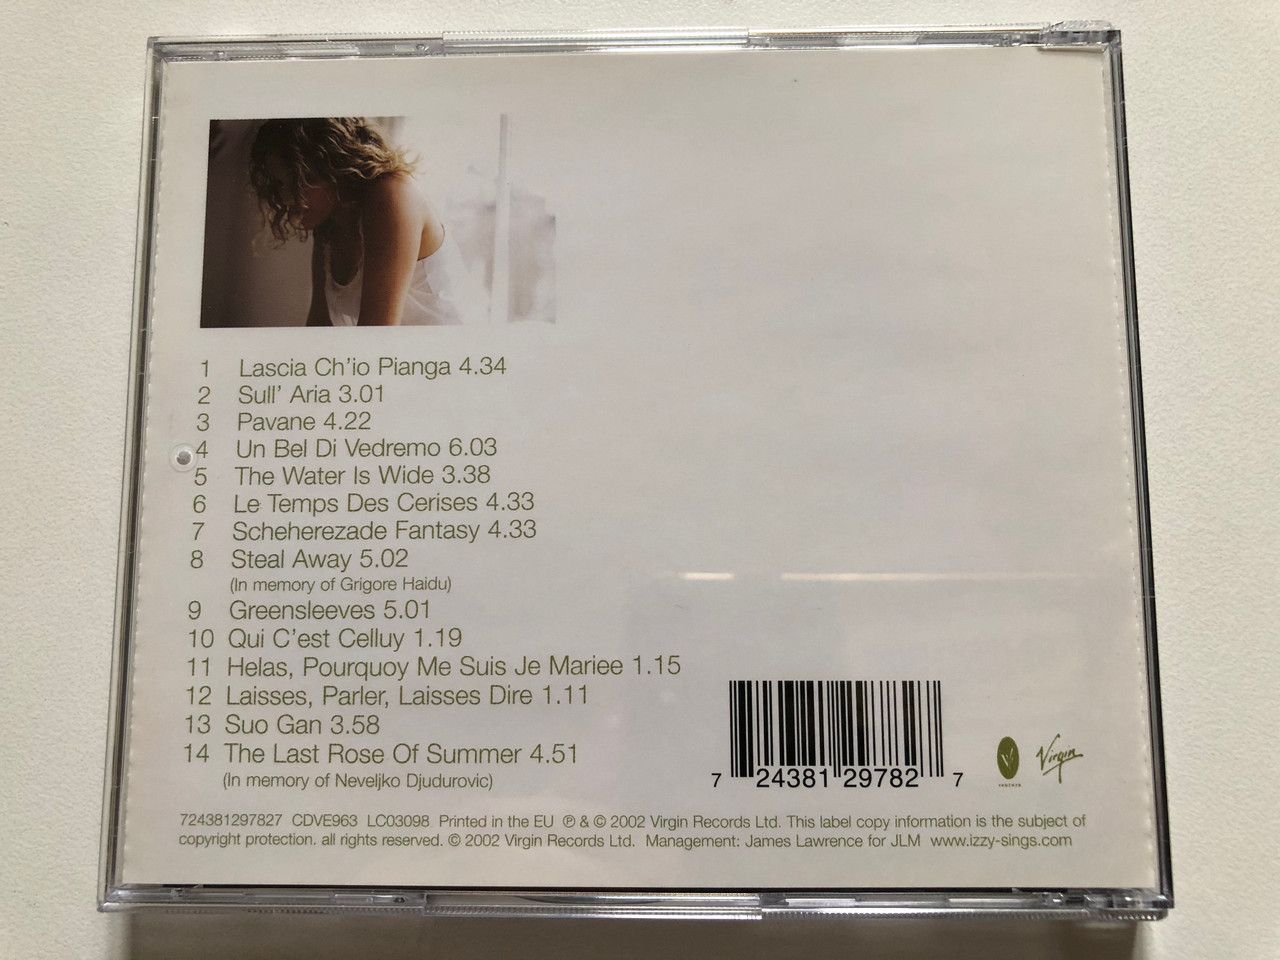 1 Lascia Ch'io Pianga 4.34
2 Sull' Aria 3.01
3 Pavane 4.22
4 Un Bel Di Vedremo 6.03
5 The Water Is Wide 3.38
6 Le Temps Des Cerises 4.33
7 Scheherezade Fantasy 4.33
8 Steal Away 5.02
(In memory of Grigore Haidu)
9 Greensleeves 5.01
10 Qui C'est Celluy 1.19
11 Helas, Pourquoy Me Suis Je Mariee 1.15
12 Laisses, Parler, Laisses Dire 1.11
13 Suo Gan 3.58
14 The Last Rose Of Summer 4.51
(In memory of Neveljko Djudurovic)
7 24381 29782 7
venture
Virgin
724381297827 CDVE963 LC03098 Printed in the EU ℗ & © 2002 Virgin Records Ltd. This label copy information is the subject of
copyright protection. all rights reserved. © 2002 Virgin Records Ltd. Management: James Lawrence for JLM www.izzy-sings.com